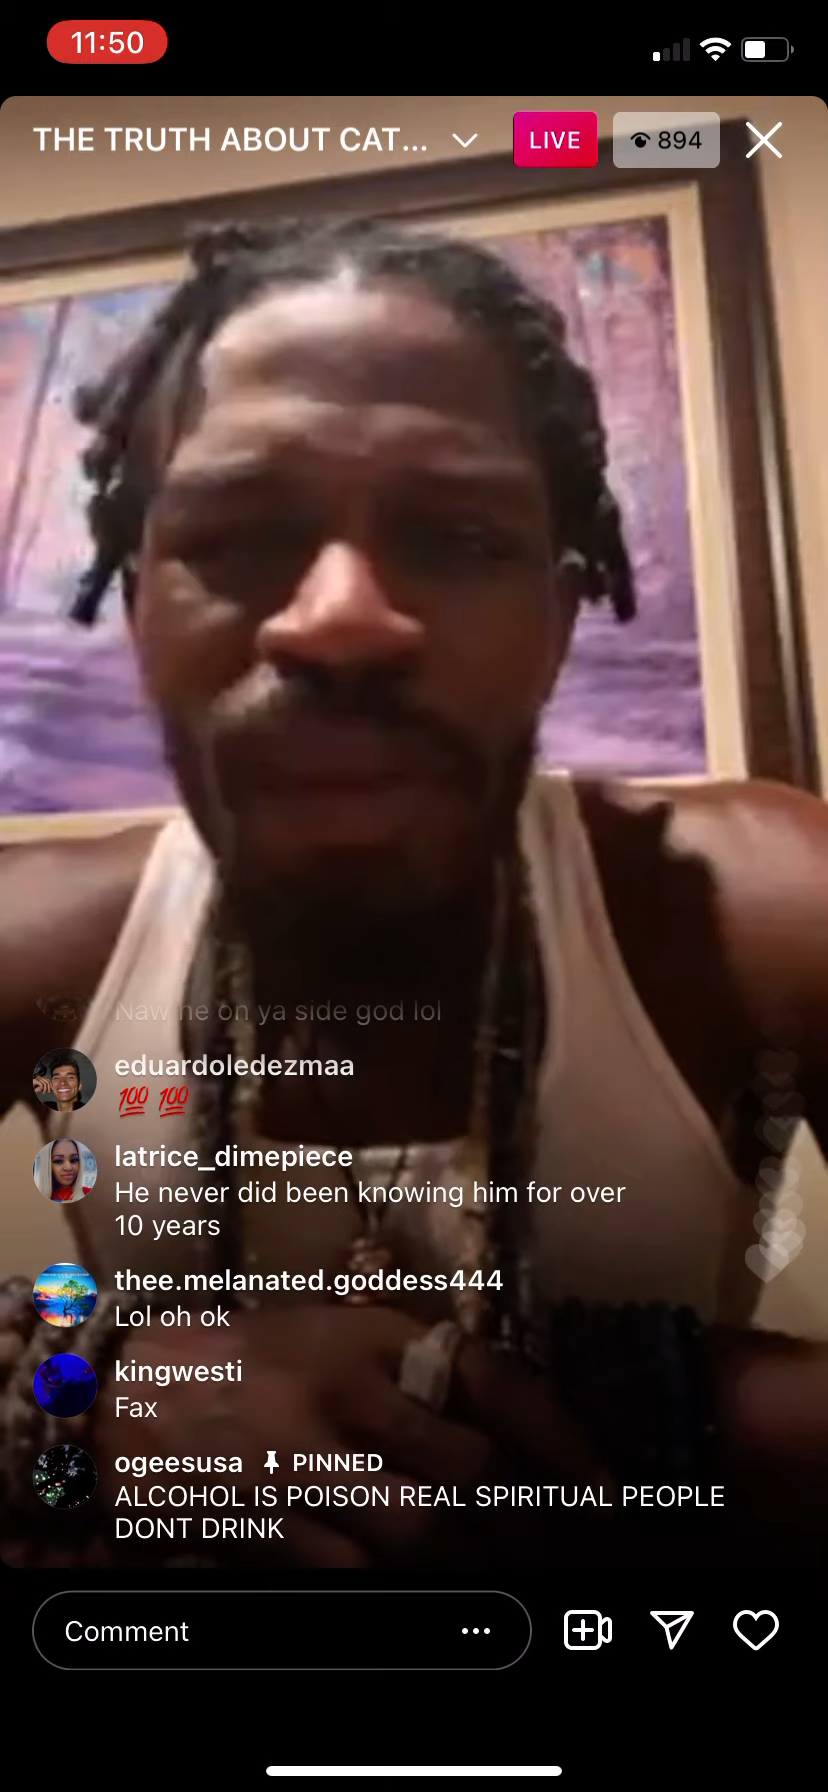 11:50
THE TRUTH ABOUT CAT...
LIVE
894
Naw he on ya side god lol
eduardoledezmaa
💯 💯
latrice_dimepiece
He never did been knowing him for over
10 years
thee.melanated.goddess444
Lol oh ok
kingwesti
Fax
ogeesusa PINNED
ALCOHOL IS POISON REAL SPIRITUAL PEOPLE
DONT DRINK
Comment